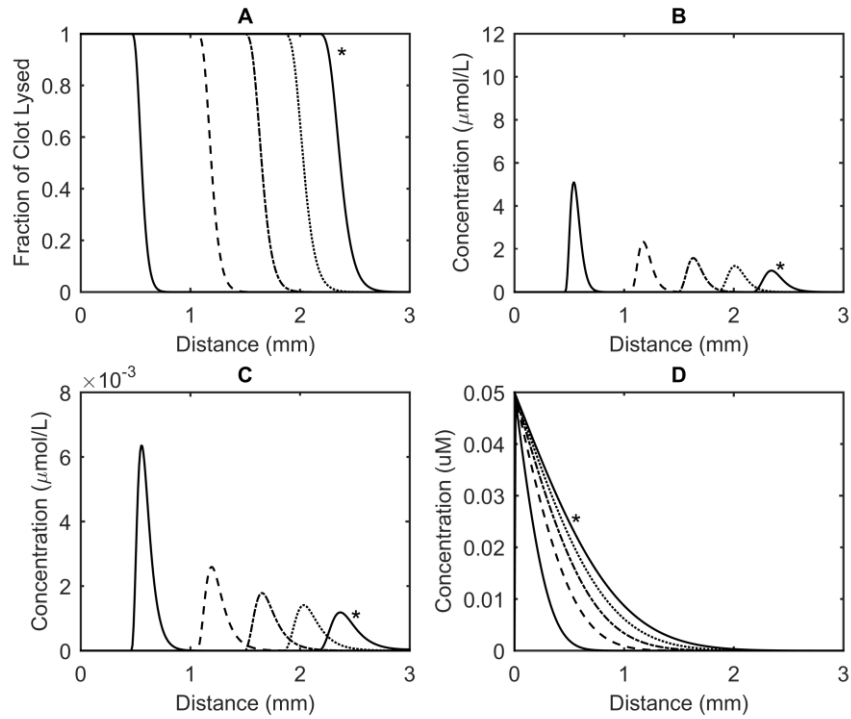 A
Fraction of Clot Lysed
1
0.8
0.6
0.4
0.2
0
*
0 1 2 3
Distance (mm)
B
Concentration (μmol/L)
12
10
8
6
4
2
0
*
0 1 2 3
Distance (mm)
C
×10⁻³
Concentration (μmol/L)
8
6
4
2
0
*
0 1 2 3
Distance (mm)
D
Concentration (uM)
0.05
0.04
0.03
0.02
0.01
0.00
*
0 1 2 3
Distance (mm)